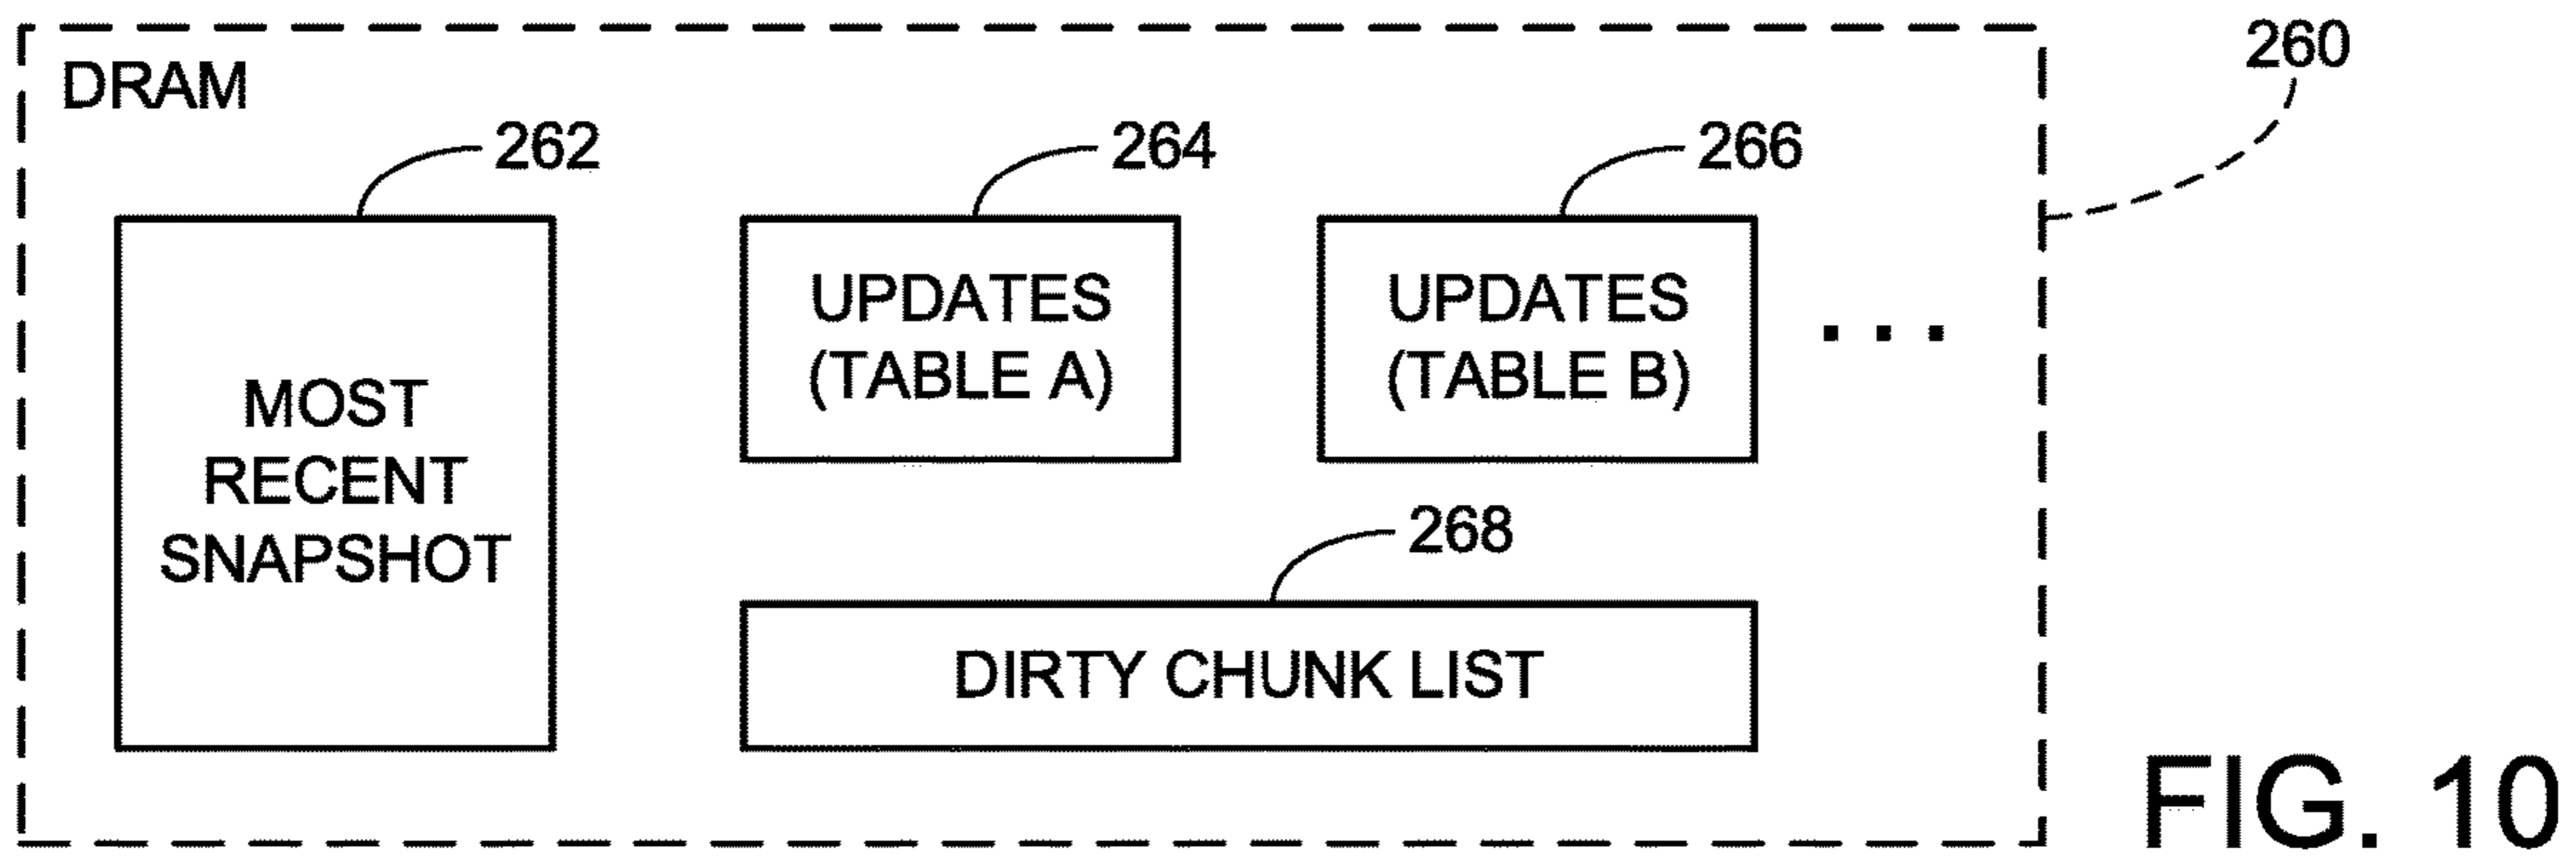 260
DRAM
262
264
266
MOST
RECENT
SNAPSHOT
UPDATES
(TABLE A)
UPDATES
(TABLE B)
. . .
268
DIRTY CHUNK LIST
FIG. 10